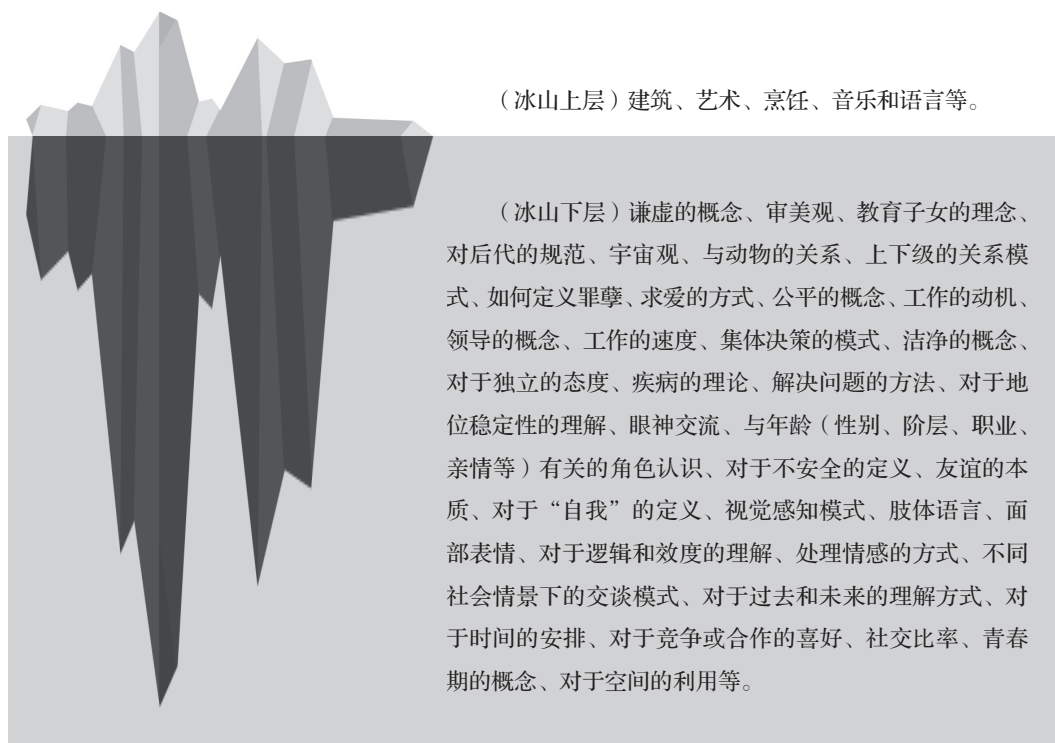 （冰山上层）建筑、艺术、烹饪、音乐和语言等。
（冰山下层）谦虚的概念、审美观、教育子女的理念、
对后代的规范、宇宙观、与动物的关系、上下级的关系模
式、如何定义罪孽、求爱的方式、公平的概念、工作的动机、
领导的概念、工作的速度、集体决策的模式、洁净的概念、
对于独立的态度、疾病的理论、解决问题的方法、对于地
位稳定性的理解、眼神交流、与年龄（性别、阶层、职业、
亲情等）有关的角色认识、对于不安全的定义、友谊的本
质、对于“自我”的定义、视觉感知模式、肢体语言、面
部表情、对于逻辑和效度的理解、处理情感的方式、不同
社会情景下的交谈模式、对于过去和未来的理解方式、对
于时间的安排、对于竞争或合作的喜好、社交比率、青春
期的概念、对于空间的利用等。